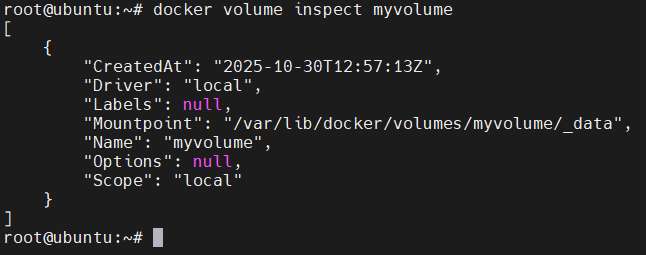 root@ubuntu:~# docker volume inspect myvolume
[
    {
        "CreatedAt": "2025-10-30T12:57:13Z",
        "Driver": "local",
        "Labels": null,
        "Mountpoint": "/var/lib/docker/volumes/myvolume/_data",
        "Name": "myvolume",
        "Options": null,
        "Scope": "local"
    }
]
root@ubuntu:~#